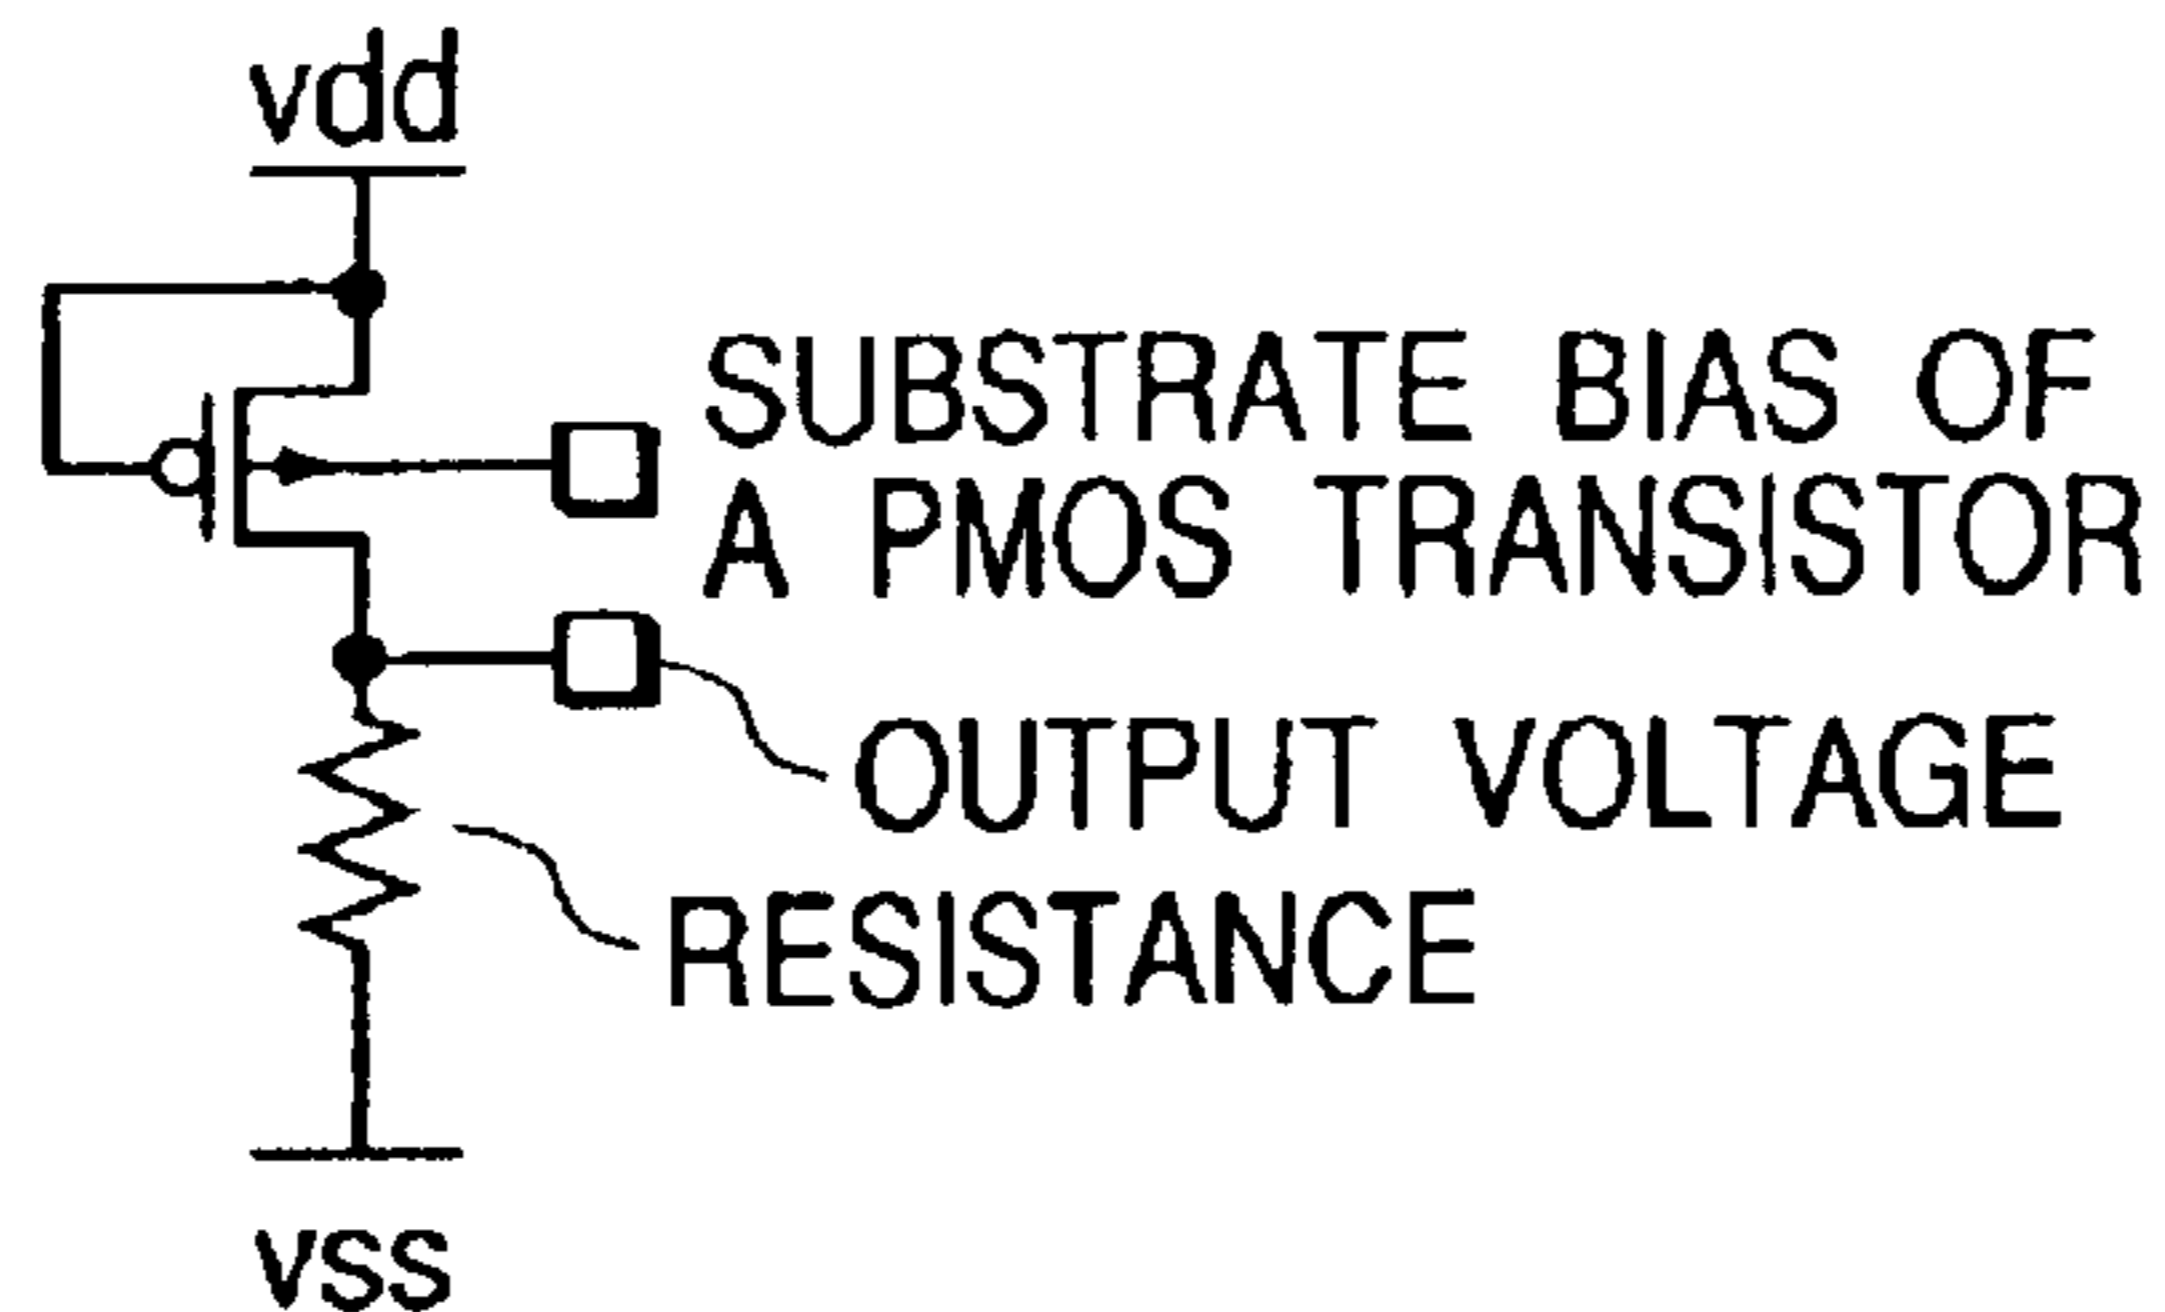 vdd
SUBSTRATE BIAS OF
A PMOS TRANSISTOR
OUTPUT VOLTAGE
RESISTANCE
vss